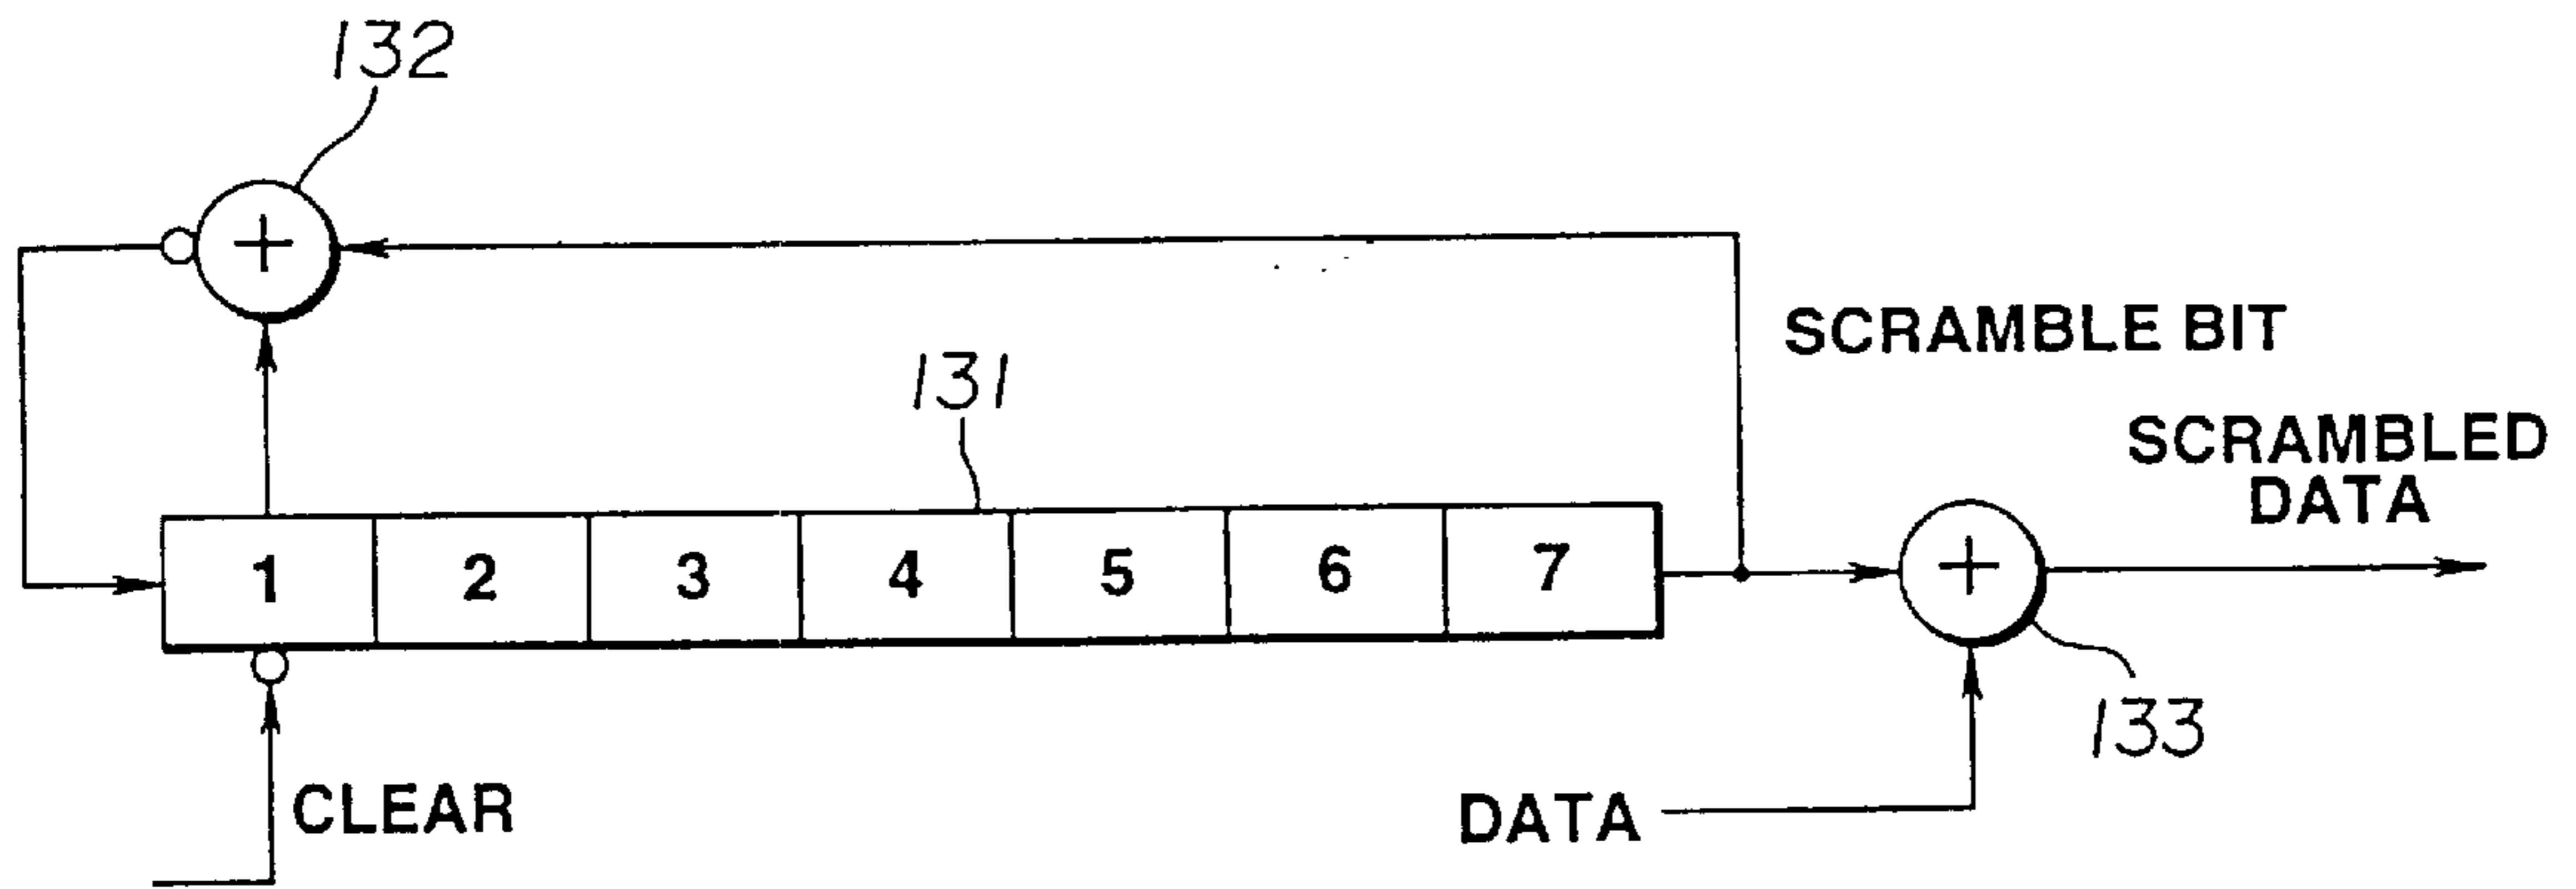 132
SCRAMBLE BIT
131
SCRAMBLED
DATA
1 2 3 4 5 6 7
133
CLEAR
DATA